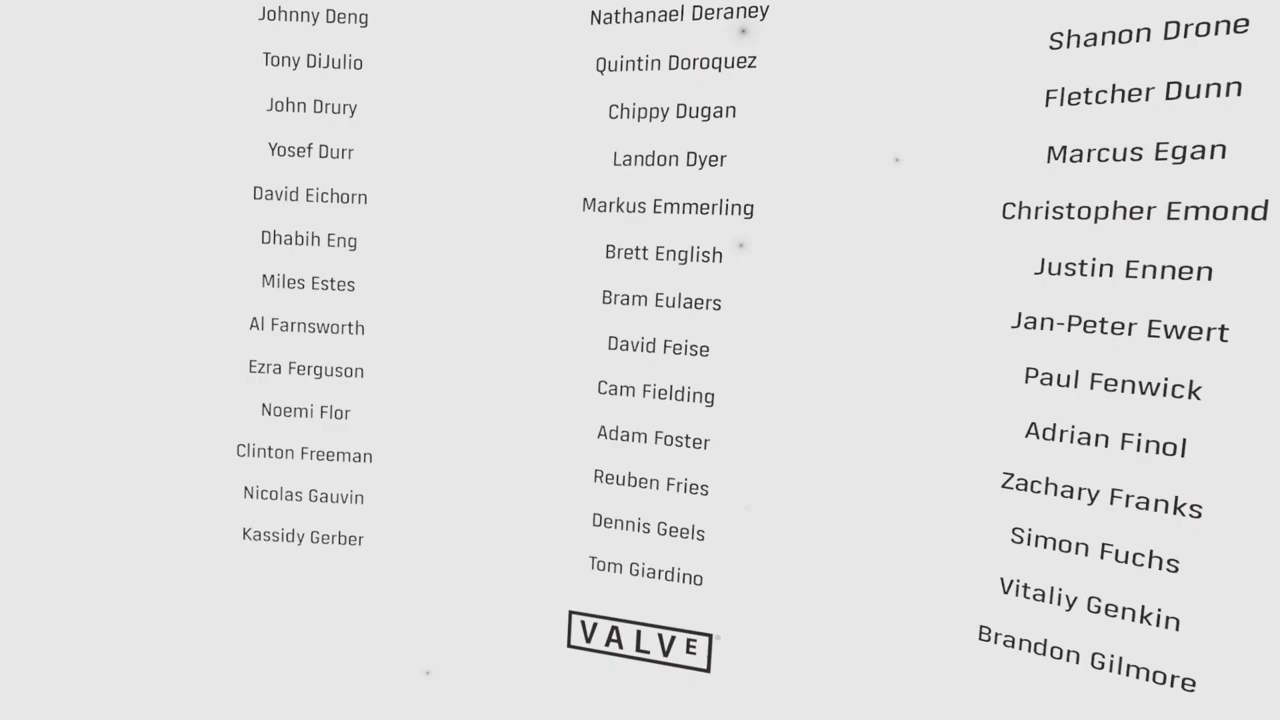 Johnny Deng
Tony DiJulio
John Drury
Yosef Durr
David Eichorn
Dhabih Eng
Miles Estes
Al Farnsworth
Ezra Ferguson
Noemi Flor
Clinton Freeman
Nicolas Gauvin
Kassidy Gerber
Nathanael Deraney
Quintin Doroquez
Chippy Dugan
Landon Dyer
Markus Emmerling
Brett English
Bram Eulaers
David Feise
Cam Fielding
Adam Foster
Reuben Fries
Dennis Geels
Tom Giardino
VALVE®
Shanon Drone
Fletcher Dunn
Marcus Egan
Christopher Emond
Justin Ennen
Jan-Peter Ewert
Paul Fenwick
Adrian Finol
Zachary Franks
Simon Fuchs
Vitaliy Genkin
Brandon Gilmore